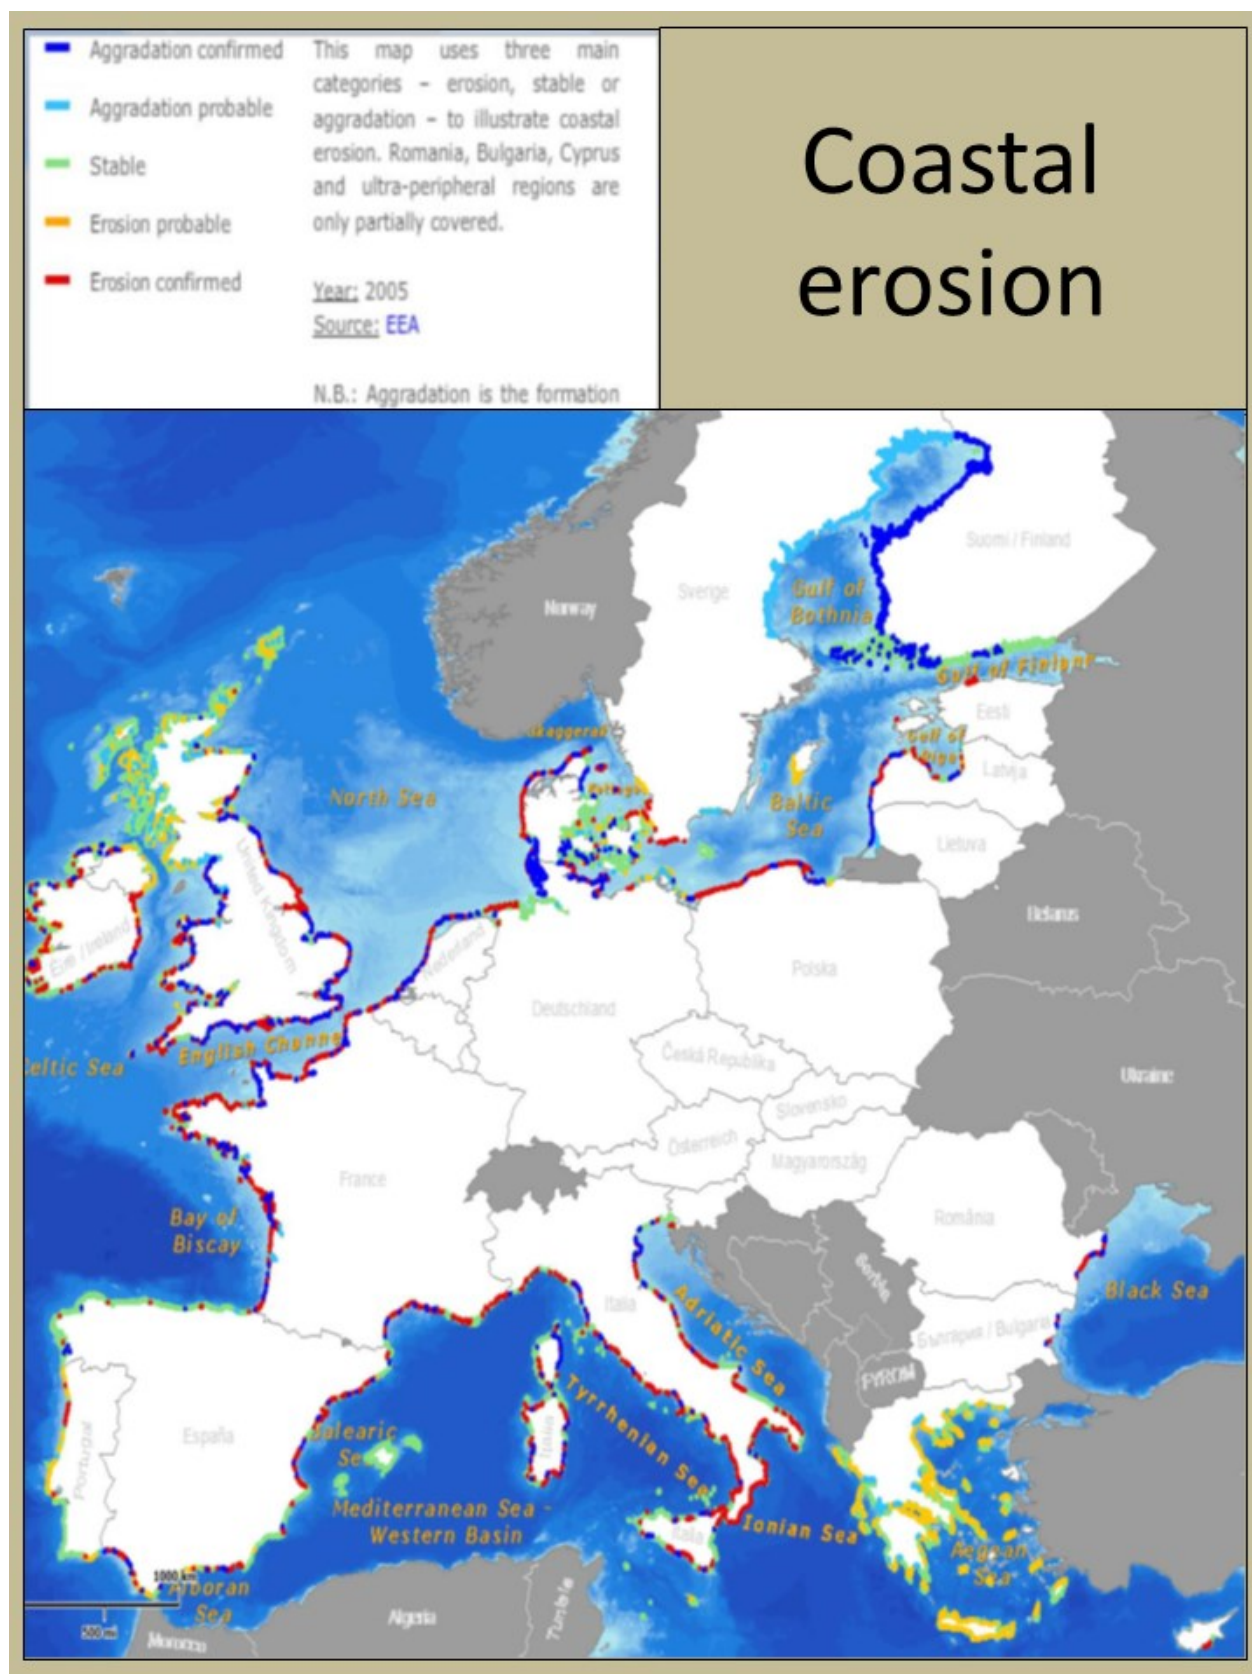 Aggradation confirmed
Aggradation probable
Stable
Erosion probable
Erosion confirmed
This map uses three main
categories – erosion, stable or
aggradation – to illustrate coastal
erosion. Romania, Bulgaria, Cyprus
and ultra-peripheral regions are
only partially covered.
Year: 2005
Source: EEA
N.B.: Aggradation is the formation
Coastal
erosion
Suomi / Finland
Sverige
Gulf of
Bothnia
Norway
Gulf of Finland
Eesti
Skaggerak
Gulf of
Latvija
North Sea
Baltic
Sea
Lietuva
United Kingdom
Eire / Ireland
Nederland
Belarus
Polska
Deutschland
English Channe
Celtic Sea
Česká Republika
Ukraine
Slovensko
Österreich
Magyarország
France
Bay of
Biscay
România
Serbie
Black Sea
Italia
Adriatic Sea
България / Bulgaria
FYROM
Tyrrhenian Sea
Portugal
España
Balearic
Sea
Italia
Mediterranean Sea -
Western Basin
Italia
Ionian Sea
Aegean
Sea
1000 km
Alboran
Sea
500 mi
Morocco
Algeria
Tunisie